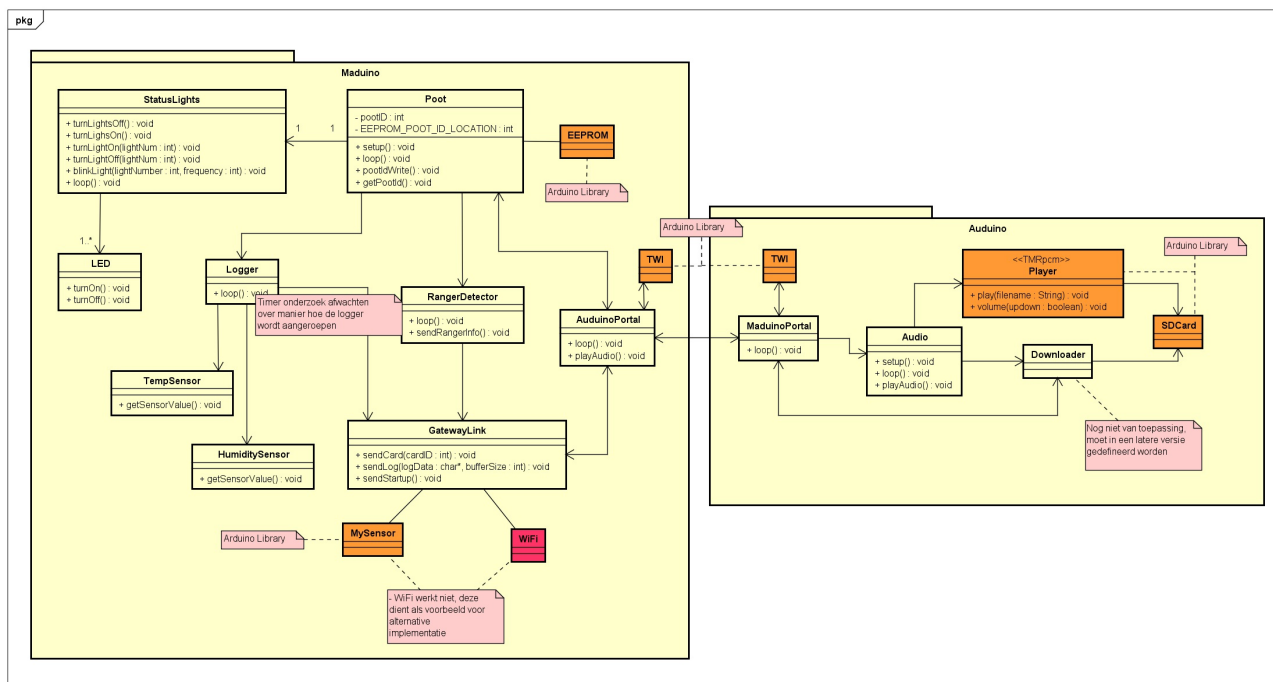 pkg
Maduino
StatusLights
+ turnLightsOff() : void
+ turnLighsOn() : void
+ turnLightOn(lightNum : int) : void
+ turnLightOff(lightNum : int) : void
+ blinkLight(lightNumber : int, frequency : int) : void
+ loop() : void
1
1
Poot
- pootID : int
- EEPROM_POOT_ID_LOCATION : int
+ setup() : void
+ loop() : void
+ pootIdWrite() : void
+ getPootId() : void
EEPROM
Arduino Library
1..*
LED
+ turnOn() : void
+ turnOff() : void
Logger
+ loop() : void
Timer onderzoek afwachten
over manier hoe de logger
wordt aangeroepen
RangerDetector
+ loop() : void
+ sendRangerInfo() : void
TempSensor
+ getSensorValue() : void
HumiditySensor
+ getSensorValue() : void
GatewayLink
+ sendCard(cardID : int) : void
+ sendLog(logData : char*, bufferSize : int) : void
+ sendStartup() : void
MySensor
Arduino Library
WiFi
- WiFi werkt niet, deze
dient als voorbeeld voor
alternative
implementatie
AuduinoPortal
+ loop() : void
+ playAudio() : void
TWI
Arduino Library
TWI
Auduino
MaduinoPortal
+ loop() : void
Audio
+ setup() : void
+ loop() : void
+ playAudio() : void
<<TMRpcm>>
Player
+ play(filename : String) : void
+ volume(updown : boolean) : void
Arduino Library
SDCard
Downloader
Nog niet van toepassing,
moet in een latere versie
gedefineerd worden